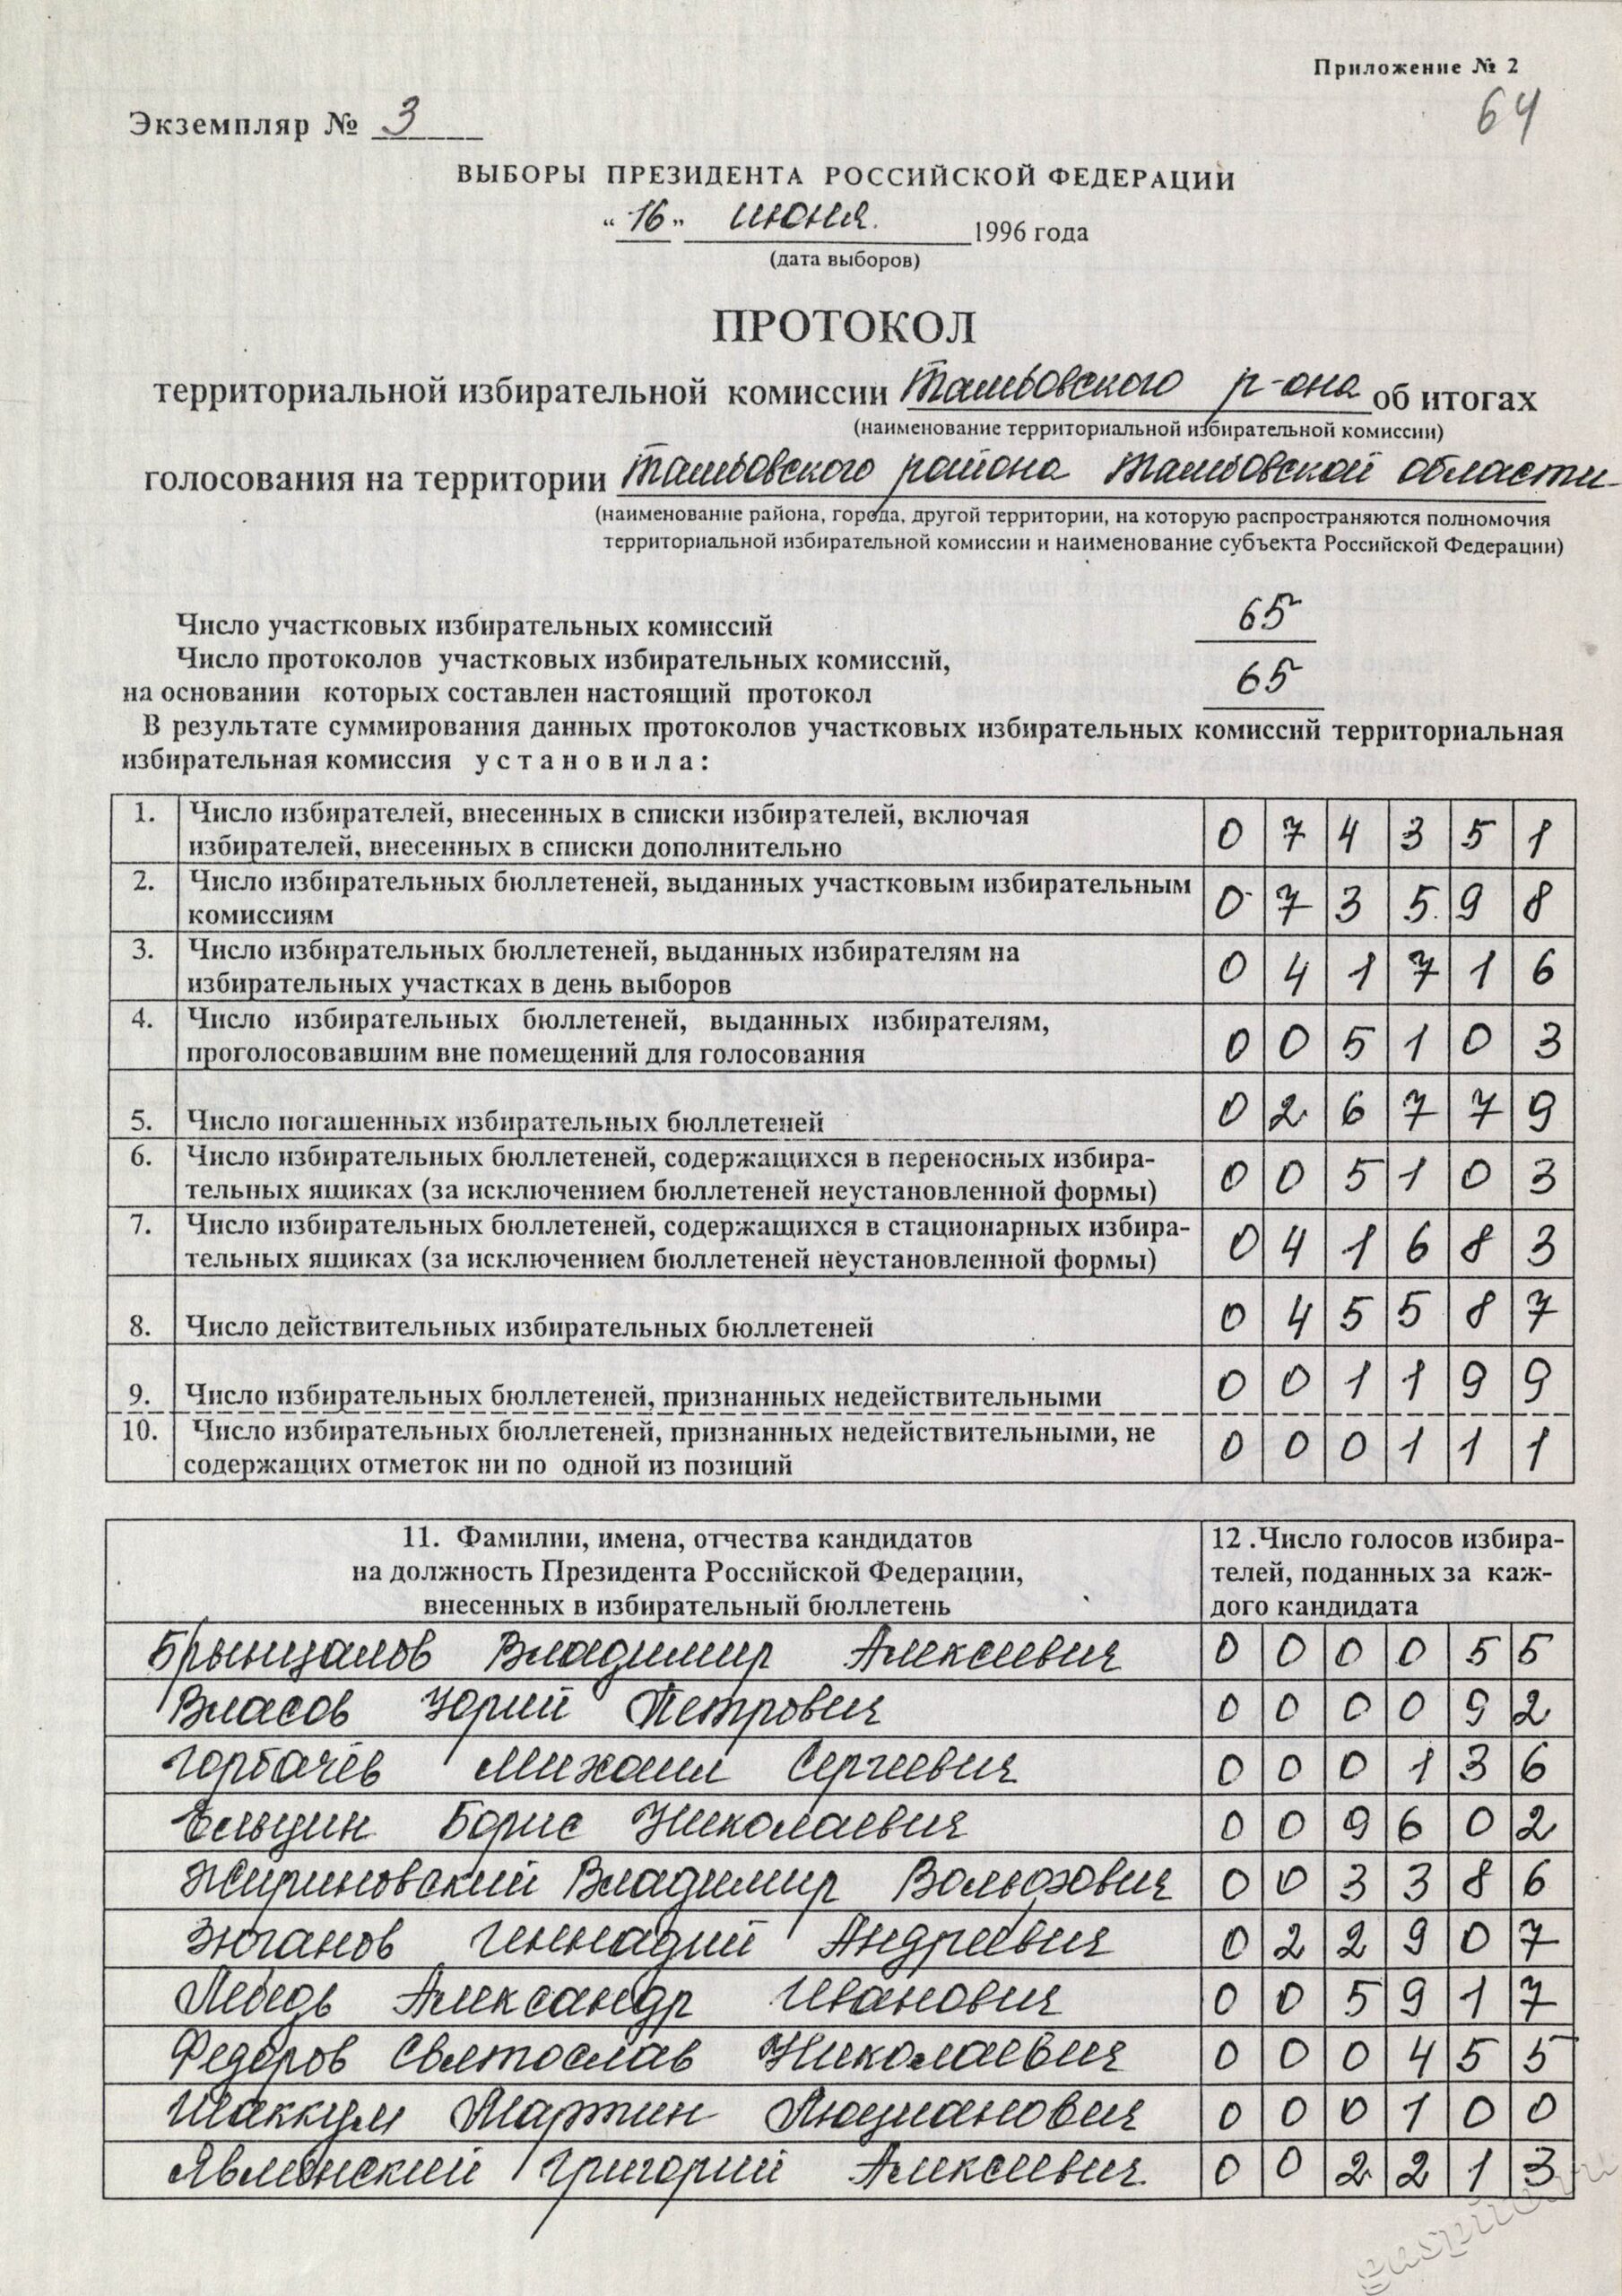 Приложение № 2
64
Экземпляр № 3
ВЫБОРЫ ПРЕЗИДЕНТА РОССИЙСКОЙ ФЕДЕРАЦИИ
"16" июня. 1996 года
(дата выборов)
ПРОТОКОЛ
территориальной избирательной комиссии Тамбовского р-она об итогах
(наименование территориальной избирательной комиссии)
голосования на территории Тамбовского района Тамбовской области
(наименование района, города, другой территории, на которую распространяются полномочия
территориальной избирательной комиссии и наименование субъекта Российской Федерации)
Число участковых избирательных комиссий 65
Число протоколов участковых избирательных комиссий,
на основании которых составлен настоящий протокол 65
В результате суммирования данных протоколов участковых избирательных комиссий территориальная
избирательная комиссия установила:
1. Число избирателей, внесенных в списки избирателей, включая
избирателей, внесенных в списки дополнительно 0 7 4 3 5 1
2. Число избирательных бюллетеней, выданных участковым избирательным
комиссиям 0 7 3 5 9 8
3. Число избирательных бюллетеней, выданных избирателям на
избирательных участках в день выборов 0 4 1 7 1 6
4. Число избирательных бюллетеней, выданных избирателям,
проголосовавшим вне помещений для голосования 0 0 5 1 0 3
5. Число погашенных избирательных бюллетеней 0 2 6 7 7 9
6. Число избирательных бюллетеней, содержащихся в переносных избира-
тельных ящиках (за исключением бюллетеней неустановленной формы) 0 0 5 1 0 3
7. Число избирательных бюллетеней, содержащихся в стационарных избира-
тельных ящиках (за исключением бюллетеней неустановленной формы) 0 4 1 6 8 3
8. Число действительных избирательных бюллетеней 0 4 5 5 8 7
9. Число избирательных бюллетеней, признанных недействительными 0 0 1 1 9 9
10. Число избирательных бюллетеней, признанных недействительными, не
содержащих отметок ни по одной из позиций 0 0 0 1 1 1
11. Фамилии, имена, отчества кандидатов
на должность Президента Российской Федерации,
внесенных в избирательный бюллетень
12.Число голосов избира-
телей, поданных за каж-
дого кандидата
Брынцалов Владимир Алексеевич 0 0 0 0 5 5
Власов Юрий Петрович 0 0 0 0 9 2
Горбачёв Михаил Сергеевич 0 0 0 1 3 6
Ельцин Борис Николаевич 0 0 9 6 0 2
Жириновский Владимир Вольфович 0 0 3 3 8 6
Зюганов Геннадий Андреевич 0 2 2 9 0 7
Лебедь Александр Иванович 0 0 5 9 1 7
Федоров Святослав Николаевич 0 0 0 4 5 5
Шаккум Мартин Люцианович 0 0 0 1 0 0
Явлинский Григорий Алексеевич 0 0 2 2 1 3
gaspito.ru